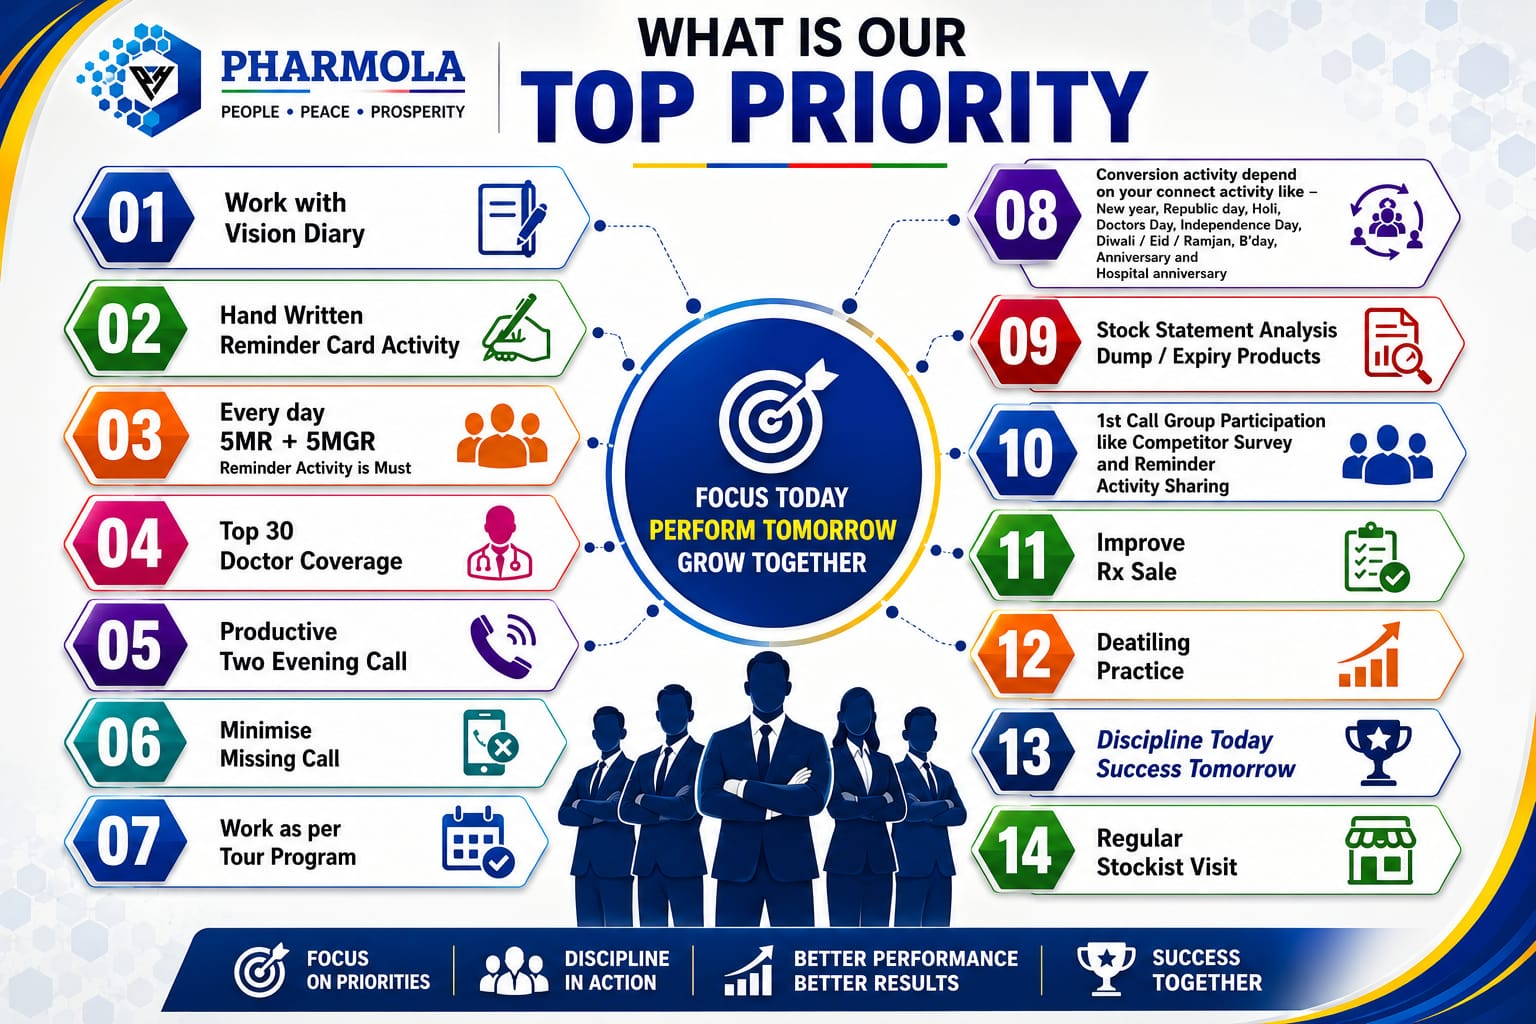 PHARMOLA
PEOPLE • PEACE • PROSPERITY
WHAT IS OUR
TOP PRIORITY
01
Work with
Vision Diary
02
Hand Written
Reminder Card Activity
03
Every day
5MR + 5MGR
Reminder Activity is Must
04
Top 30
Doctor Coverage
05
Productive
Two Evening Call
06
Minimise
Missing Call
07
Work as per
Tour Program
FOCUS TODAY
PERFORM TOMORROW
GROW TOGETHER
08
Conversion activity depend
on your connect activity like –
New year, Republic day, Holi,
Doctors Day, Independence Day,
Diwali / Eid / Ramjan, B'day,
Anniversary and
Hospital anniversary
09
Stock Statement Analysis
Dump / Expiry Products
10
1st Call Group Participation
like Competitor Survey
and Reminder
Activity Sharing
11
Improve
Rx Sale
12
Deatiling
Practice
13
Discipline Today
Success Tomorrow
14
Regular
Stockist Visit
FOCUS
ON PRIORITIES
DISCIPLINE
IN ACTION
BETTER PERFORMANCE
BETTER RESULTS
SUCCESS
TOGETHER